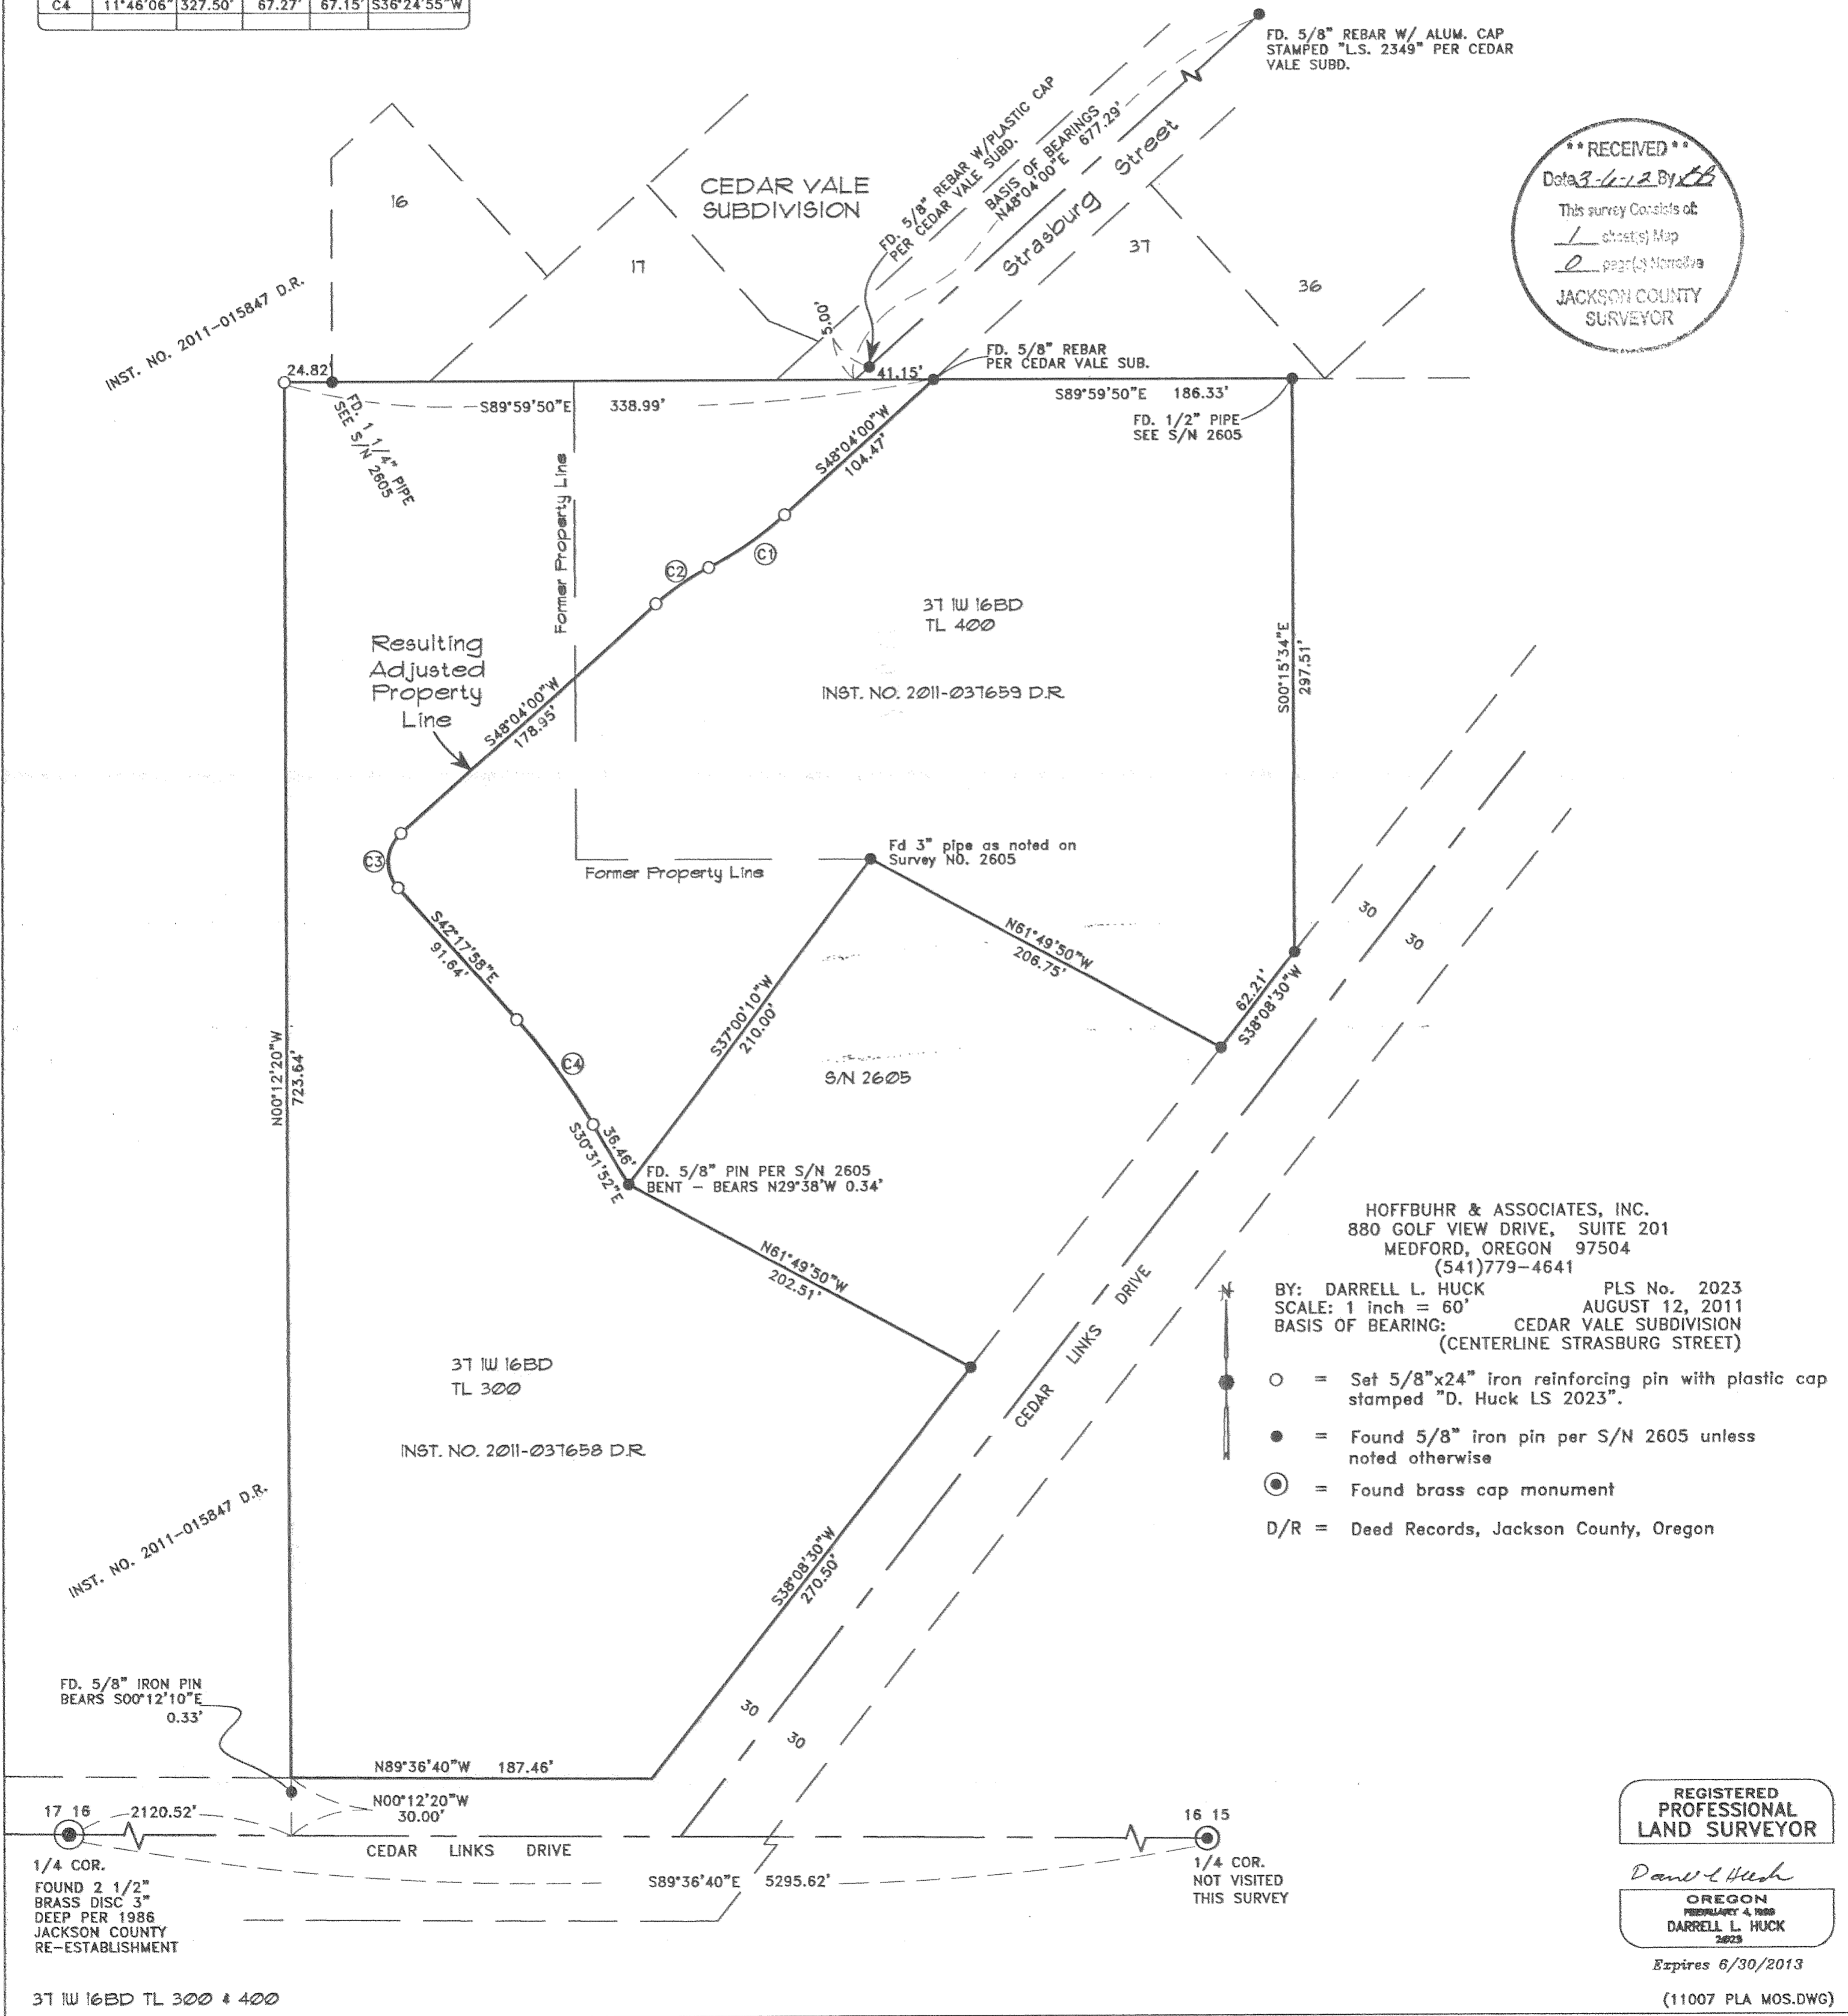 C4 11°46'06" 327.50' 67.27' 67.15' S36°24'55"W
FD. 5/8" REBAR W/ ALUM. CAP
STAMPED "L.S. 2349" PER CEDAR
VALE SUBD.
FD. 5/8" REBAR W/PLASTIC CAP
PER CEDAR VALE SUBD.
BASIS OF BEARINGS
N48°04'00"E 677.29'
Strasburg Street
CEDAR VALE
SUBDIVISION
16
17
37
36
** RECEIVED **
Date 3-6-12 By
This survey Consists of:
1 sheet(s) Map
0 page(s) Narrative
JACKSON COUNTY
SURVEYOR
INST. NO. 2011-015847 D.R.
5.00'
24.82'
41.15'
FD. 5/8" REBAR
PER CEDAR VALE SUB.
S89°59'50"E 338.99'
S89°59'50"E 186.33'
FD. 1 1/4" PIPE
SEE S/N 2605
FD. 1/2" PIPE
SEE S/N 2605
S48°04'00"W
104.47'
Former Property Line
C1
C2
37 1W 16BD
TL 400
INST. NO. 2011-037659 D.R.
S00°15'34"E
297.51'
Resulting
Adjusted
Property
Line
S48°04'00"W
178.95'
C3
Fd 3" pipe as noted on
Survey NO. 2605
Former Property Line
30
30
S42°17'58"E
91.64'
N61°49'50"W
206.75'
62.21'
S38°08'30"W
S37°00'10"W
210.00'
N00°12'20"W
723.64'
C4
S/N 2605
36.46'
S30°31'52"E
FD. 5/8" PIN PER S/N 2605
BENT - BEARS N29°38'W 0.34'
N61°49'50"W
202.51'
CEDAR LINKS DRIVE
HOFFBUHR & ASSOCIATES, INC.
880 GOLF VIEW DRIVE, SUITE 201
MEDFORD, OREGON 97504
(541)779-4641
BY: DARRELL L. HUCK PLS No. 2023
SCALE: 1 inch = 60' AUGUST 12, 2011
BASIS OF BEARING: CEDAR VALE SUBDIVISION
(CENTERLINE STRASBURG STREET)
N
= Set 5/8"x24" iron reinforcing pin with plastic cap
stamped "D. Huck LS 2023".
= Found 5/8" iron pin per S/N 2605 unless
noted otherwise
= Found brass cap monument
D/R = Deed Records, Jackson County, Oregon
37 1W 16BD
TL 300
INST. NO. 2011-037658 D.R.
INST. NO. 2011-015847 D.R.
S38°08'30"W
270.50'
FD. 5/8" IRON PIN
BEARS S00°12'10"E
0.33'
30
30
N89°36'40"W 187.46'
N00°12'20"W
30.00'
17 16
2120.52'
CEDAR LINKS DRIVE
16 15
S89°36'40"E 5295.62'
1/4 COR.
FOUND 2 1/2"
BRASS DISC 3"
DEEP PER 1986
JACKSON COUNTY
RE-ESTABLISHMENT
1/4 COR.
NOT VISITED
THIS SURVEY
REGISTERED
PROFESSIONAL
LAND SURVEYOR
Darrell L Huck
OREGON
FEBRUARY 4,
DARRELL L. HUCK
2023
Expires 6/30/2013
37 1W 16BD TL 300 & 400
(11007 PLA MOS.DWG)